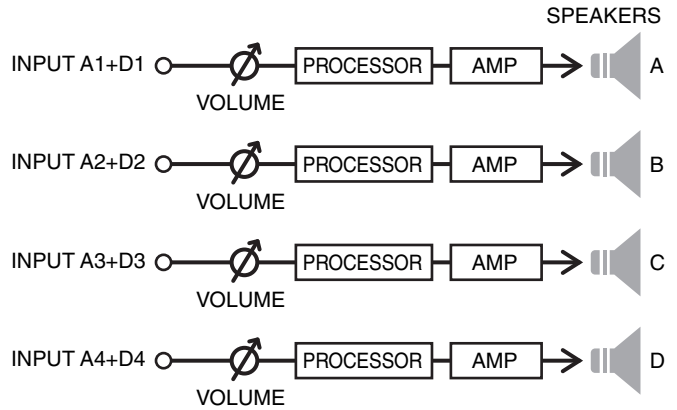 SPEAKERS
INPUT A1+D1 PROCESSOR AMP A
VOLUME
INPUT A2+D2 PROCESSOR AMP B
VOLUME
INPUT A3+D3 PROCESSOR AMP C
VOLUME
INPUT A4+D4 PROCESSOR AMP D
VOLUME